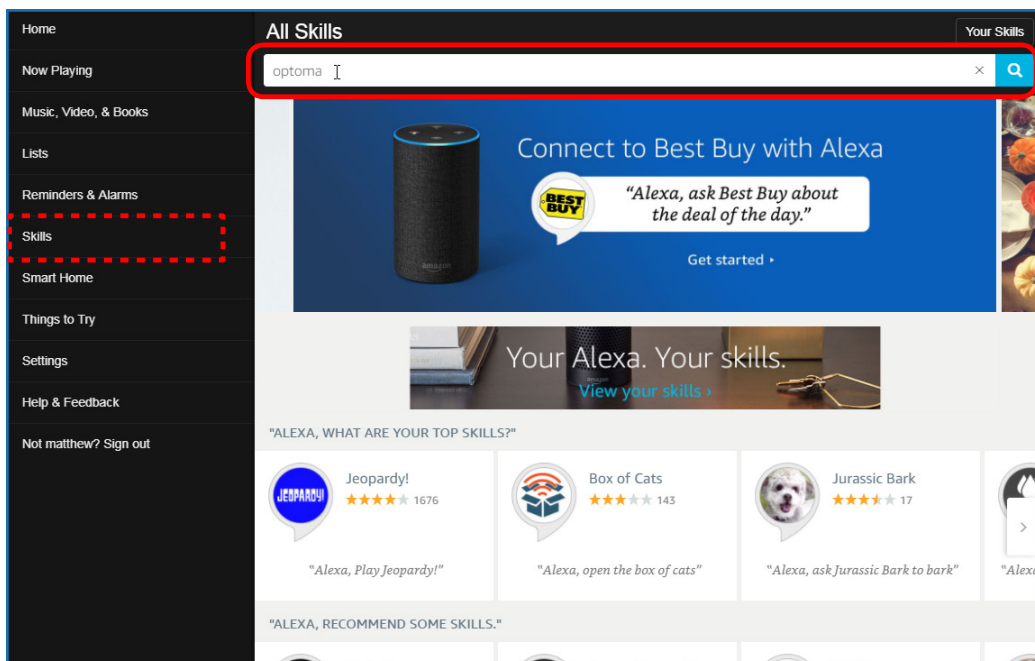 Home
Now Playing
Music, Video, & Books
Lists
Reminders & Alarms
Skills
Smart Home
Things to Try
Settings
Help & Feedback
Not matthew? Sign out
All Skills
Your Skills
optoma
Connect to Best Buy with Alexa
BEST
BUY
“Alexa, ask Best Buy about
the deal of the day.”
Get started
amazon
Your Alexa. Your skills.
View your skills ›
"ALEXA, WHAT ARE YOUR TOP SKILLS?"
JEOPARDY!
Jeopardy!
1676
"Alexa, Play Jeopardy!"
Box of Cats
143
"Alexa, open the box of cats"
Jurassic Bark
17
"Alexa, ask Jurassic Bark to bark"
"Alexa
"ALEXA, RECOMMEND SOME SKILLS."